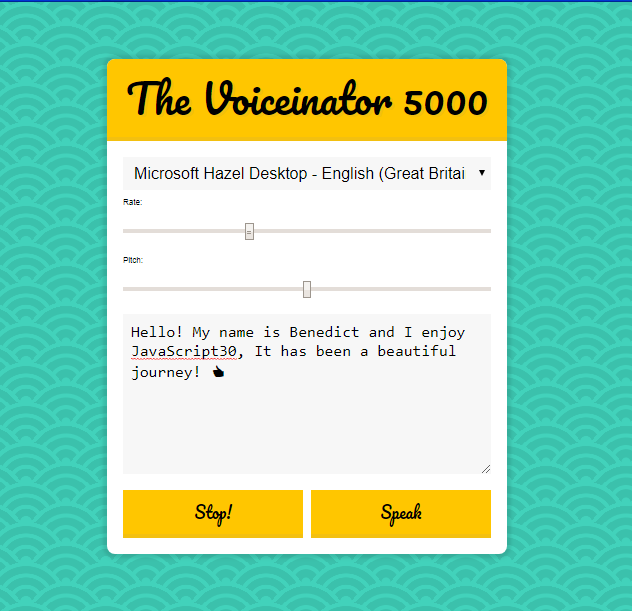 The Voiceinator 5000
Microsoft Hazel Desktop - English (Great Britai
Rate:
Pitch:
Hello! My name is Benedict and I enjoy
JavaScript30, It has been a beautiful
journey! 👍
Stop!
Speak